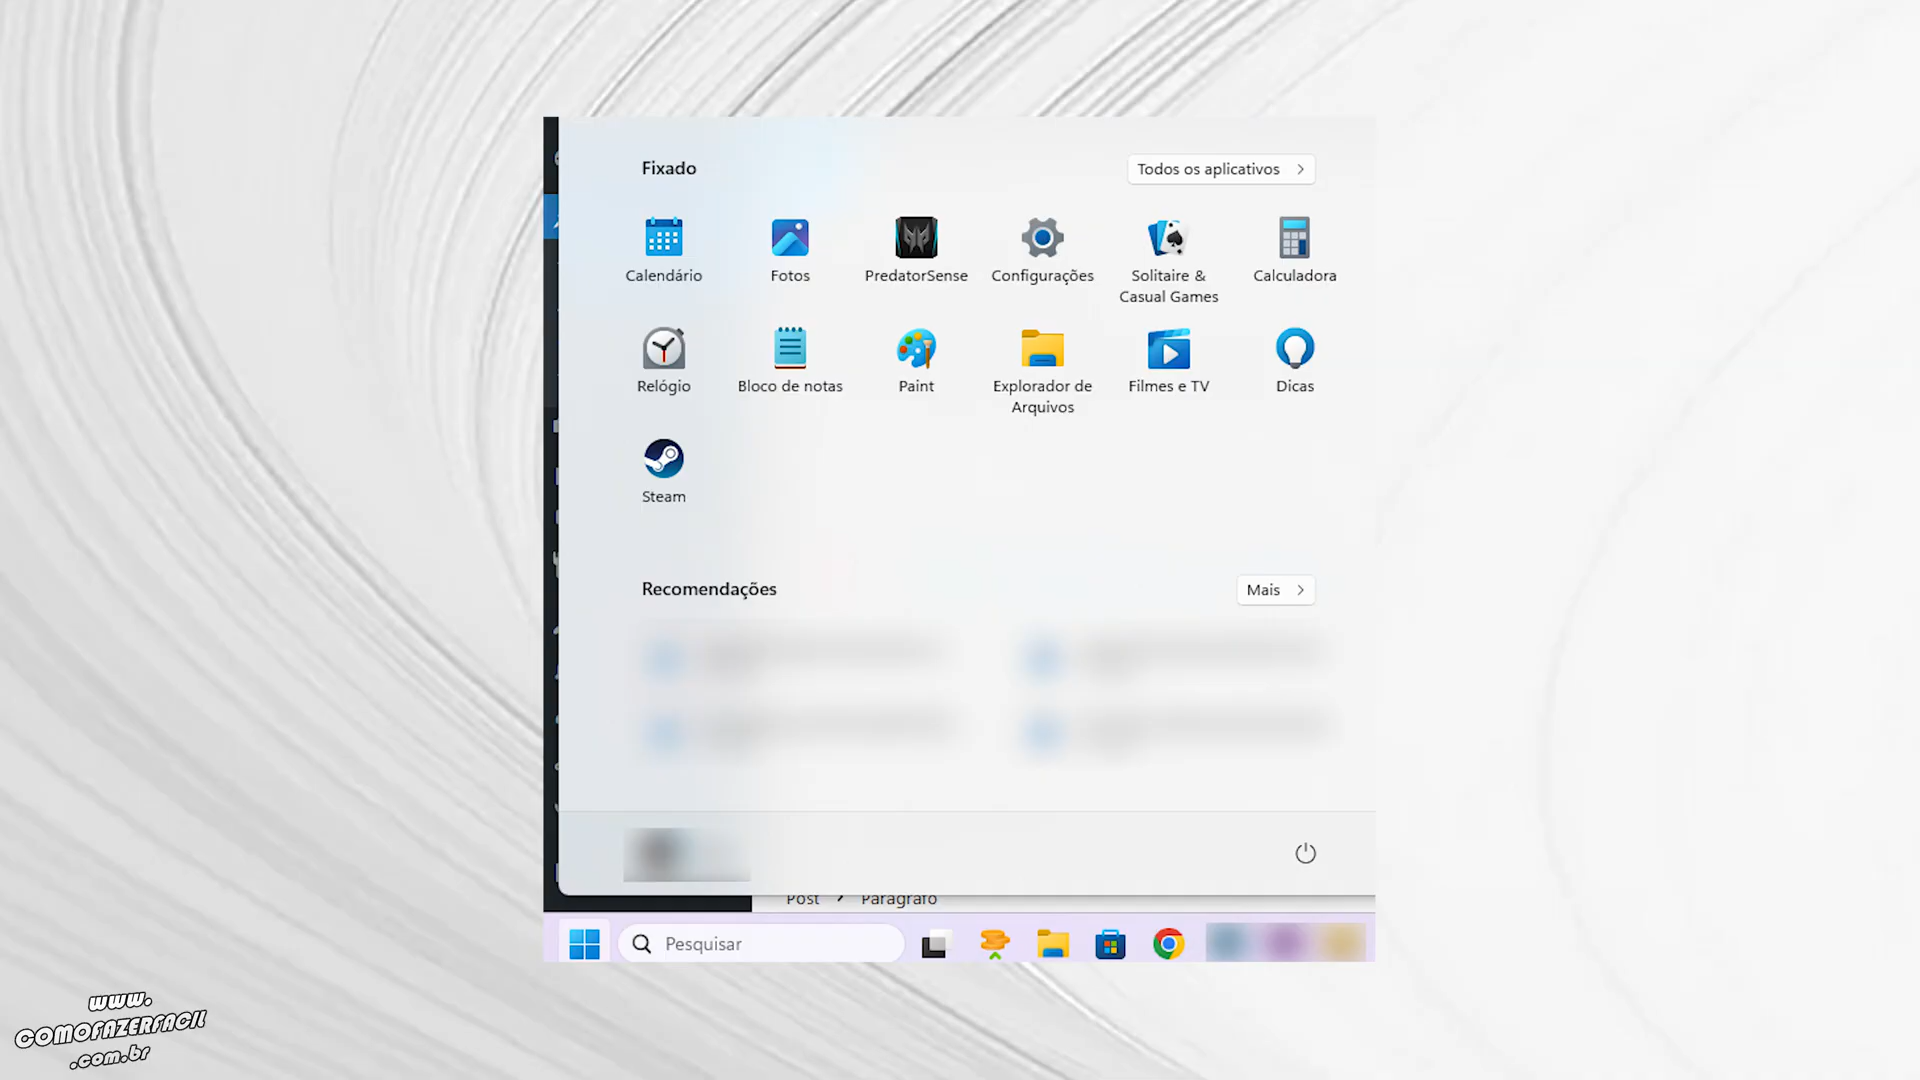 Fixado
Todos os aplicativos
Calendário
Fotos
PredatorSense
Configurações
Solitaire &
Casual Games
Calculadora
Relógio
Bloco de notas
Paint
Explorador de
Arquivos
Filmes e TV
Dicas
Steam
Recomendações
Mais
Post
Parágrafo
Pesquisar
www.
COMOFAZERFACIL
.com.br